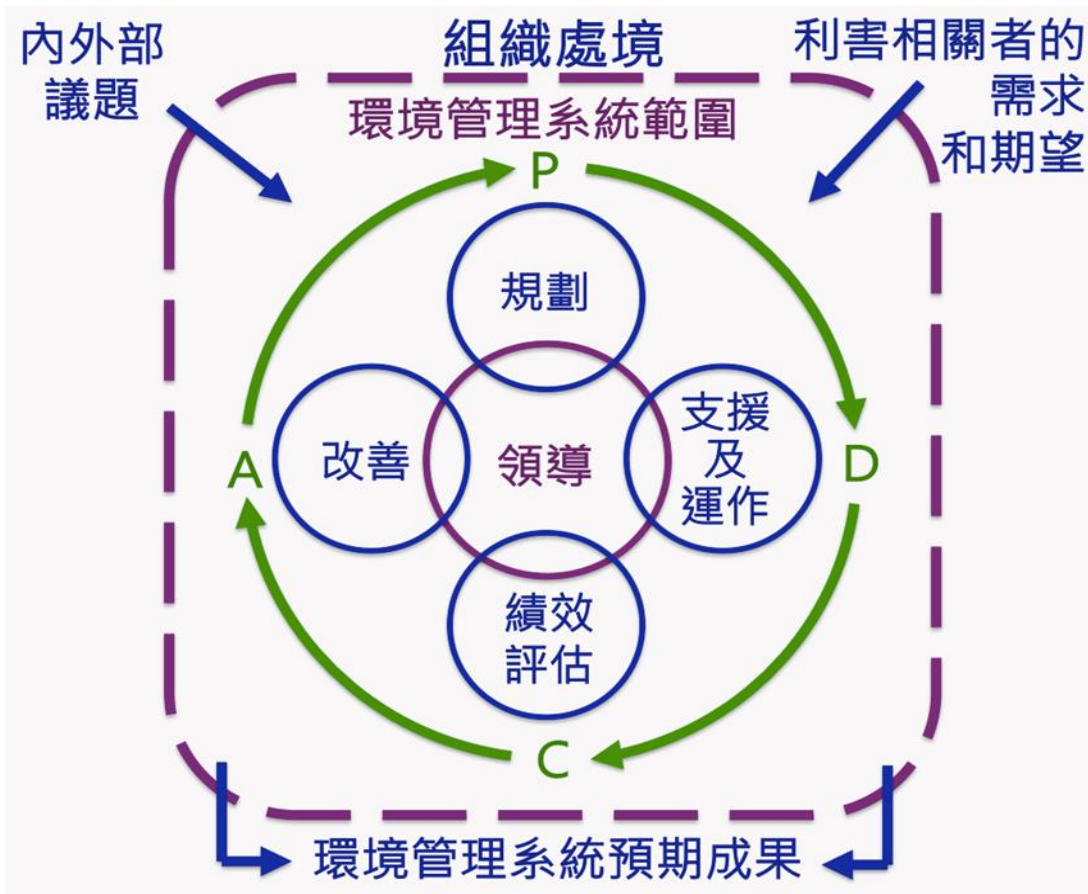 內外部
議題
組織處境
利害相關者的
需求
和期望
環境管理系統範圍
P
規劃
改善
領導
支援
及
運作
A
D
績效
評估
C
環境管理系統預期成果